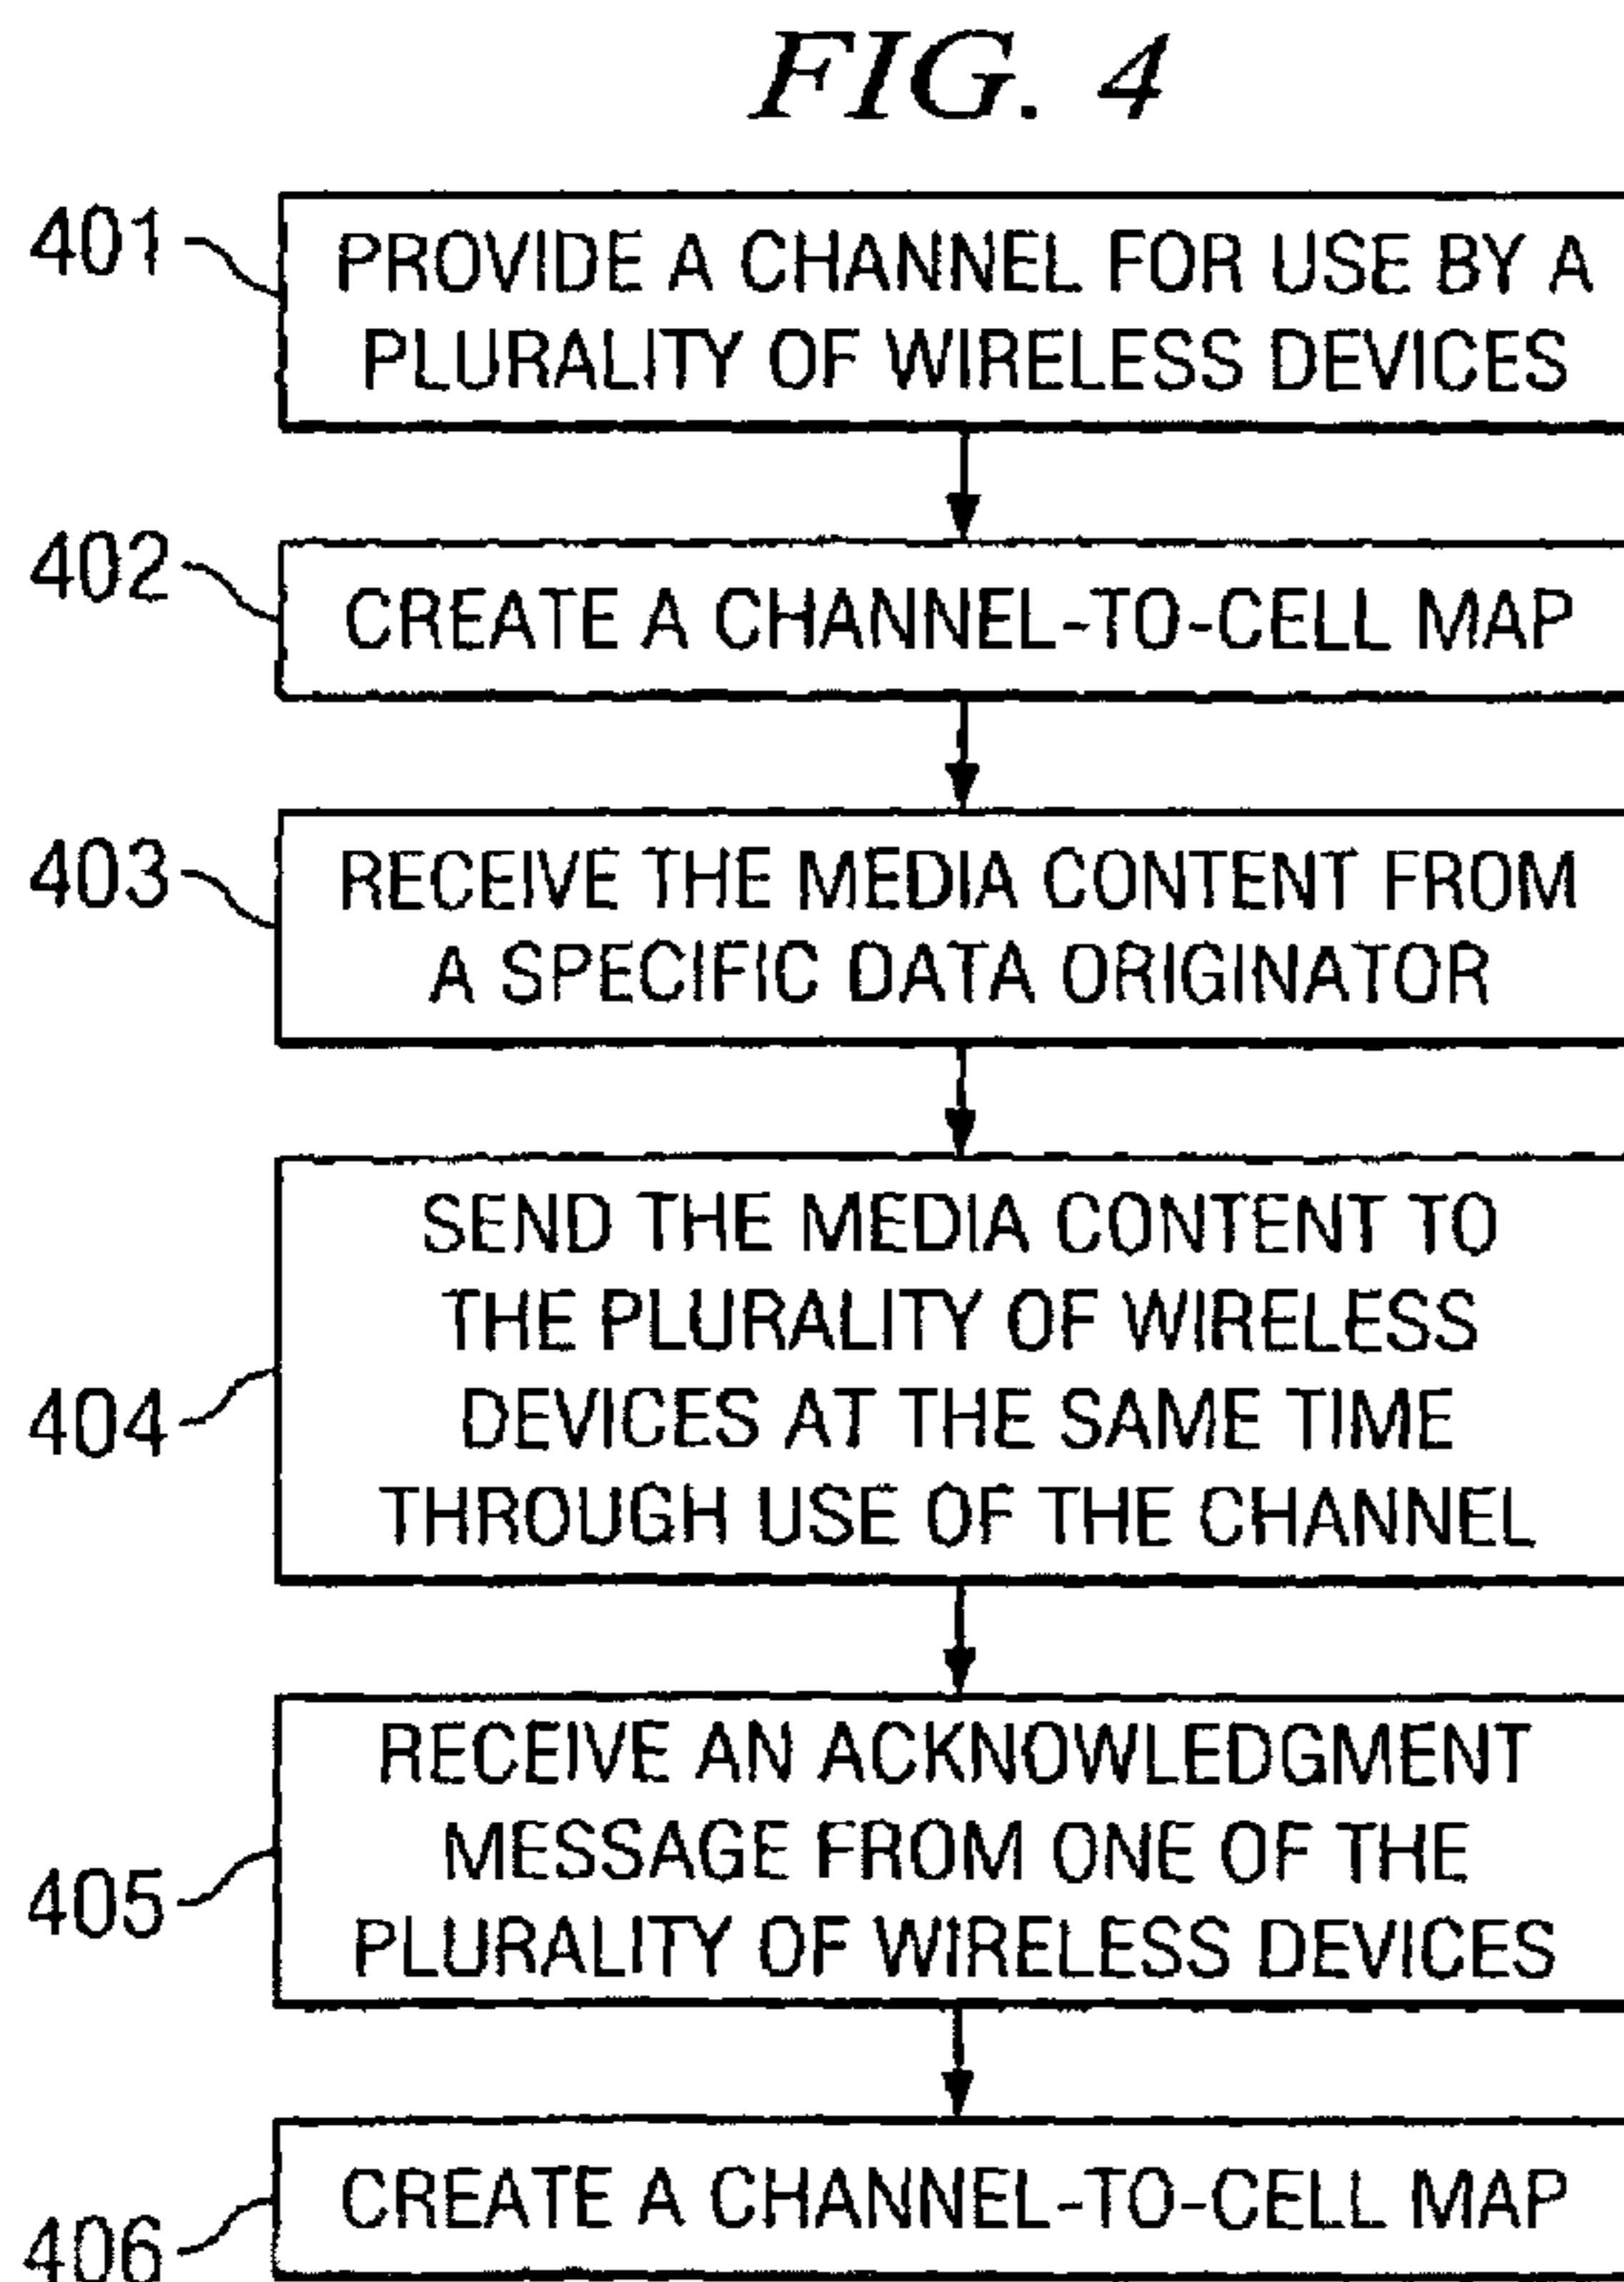 FIG. 4
401
PROVIDE A CHANNEL FOR USE BY A
PLURALITY OF WIRELESS DEVICES
402
CREATE A CHANNEL-TO-CELL MAP
403
RECEIVE THE MEDIA CONTENT FROM
A SPECIFIC DATA ORIGINATOR
404
SEND THE MEDIA CONTENT TO
THE PLURALITY OF WIRELESS
DEVICES AT THE SAME TIME
THROUGH USE OF THE CHANNEL
405
RECEIVE AN ACKNOWLEDGMENT
MESSAGE FROM ONE OF THE
PLURALITY OF WIRELESS DEVICES
406
CREATE A CHANNEL-TO-CELL MAP